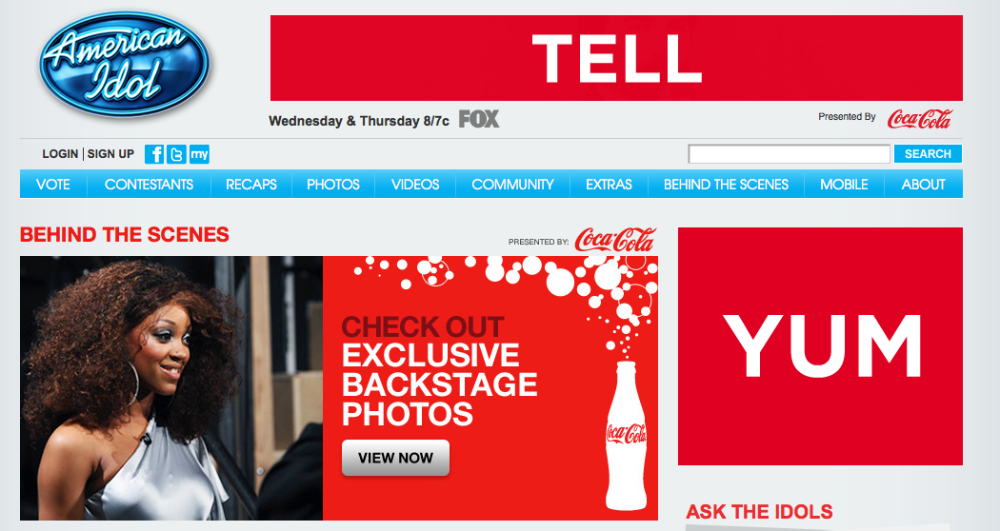 American
Idol
TELL
Wednesday & Thursday 8/7c FOX
Presented By Coca-Cola
LOGIN | SIGN UP f t my
SEARCH
VOTE CONTESTANTS RECAPS PHOTOS VIDEOS COMMUNITY EXTRAS BEHIND THE SCENES MOBILE ABOUT
BEHIND THE SCENES
PRESENTED BY: Coca-Cola
CHECK OUT
EXCLUSIVE
BACKSTAGE
PHOTOS
VIEW NOW
Coca-Cola
YUM
ASK THE IDOLS